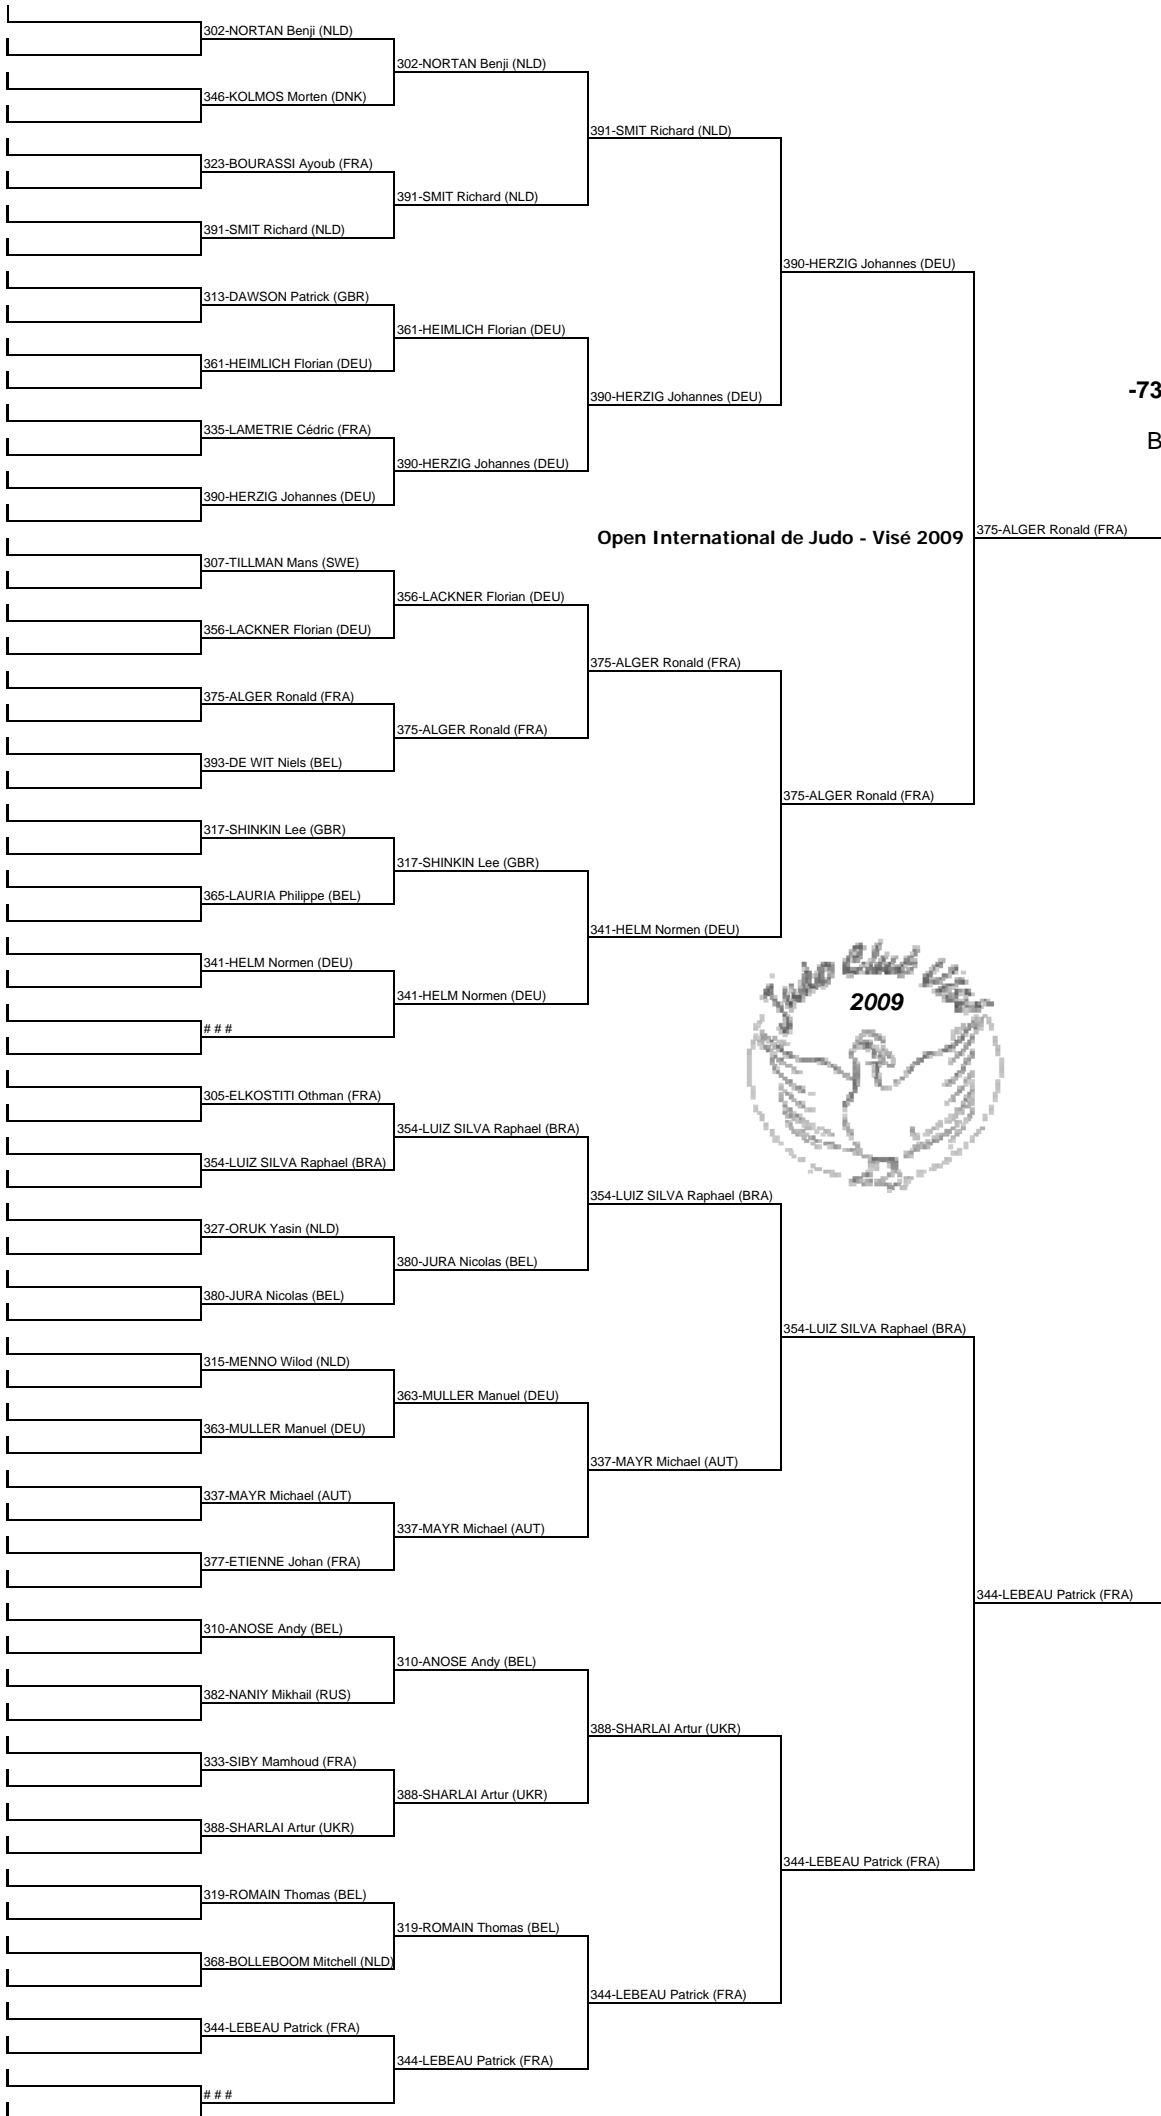 302-NORTAN Benji (NLD)
302-NORTAN Benji (NLD)
346-KOLMOS Morten (DNK)
391-SMIT Richard (NLD)
323-BOURASSI Ayoub (FRA)
391-SMIT Richard (NLD)
391-SMIT Richard (NLD)
390-HERZIG Johannes (DEU)
313-DAWSON Patrick (GBR)
361-HEIMLICH Florian (DEU)
361-HEIMLICH Florian (DEU)
-73
390-HERZIG Johannes (DEU)
335-LAMETRIE Cédric (FRA)
B
390-HERZIG Johannes (DEU)
390-HERZIG Johannes (DEU)
Open International de Judo - Visé 2009
375-ALGER Ronald (FRA)
307-TILLMAN Mans (SWE)
356-LACKNER Florian (DEU)
356-LACKNER Florian (DEU)
375-ALGER Ronald (FRA)
375-ALGER Ronald (FRA)
375-ALGER Ronald (FRA)
393-DE WIT Niels (BEL)
375-ALGER Ronald (FRA)
317-SHINKIN Lee (GBR)
317-SHINKIN Lee (GBR)
365-LAURIA Philippe (BEL)
341-HELM Normen (DEU)
341-HELM Normen (DEU)
Judo Club Visé
341-HELM Normen (DEU)
2009
# # #
305-ELKOSTITI Othman (FRA)
354-LUIZ SILVA Raphael (BRA)
354-LUIZ SILVA Raphael (BRA)
354-LUIZ SILVA Raphael (BRA)
327-ORUK Yasin (NLD)
380-JURA Nicolas (BEL)
380-JURA Nicolas (BEL)
354-LUIZ SILVA Raphael (BRA)
315-MENNO Wilod (NLD)
363-MULLER Manuel (DEU)
363-MULLER Manuel (DEU)
337-MAYR Michael (AUT)
337-MAYR Michael (AUT)
337-MAYR Michael (AUT)
377-ETIENNE Johan (FRA)
344-LEBEAU Patrick (FRA)
310-ANOSE Andy (BEL)
310-ANOSE Andy (BEL)
382-NANIY Mikhail (RUS)
388-SHARLAI Artur (UKR)
333-SIBY Mamhoud (FRA)
388-SHARLAI Artur (UKR)
388-SHARLAI Artur (UKR)
344-LEBEAU Patrick (FRA)
319-ROMAIN Thomas (BEL)
319-ROMAIN Thomas (BEL)
368-BOLLEBOOM Mitchell (NLD)
344-LEBEAU Patrick (FRA)
344-LEBEAU Patrick (FRA)
344-LEBEAU Patrick (FRA)
# # #